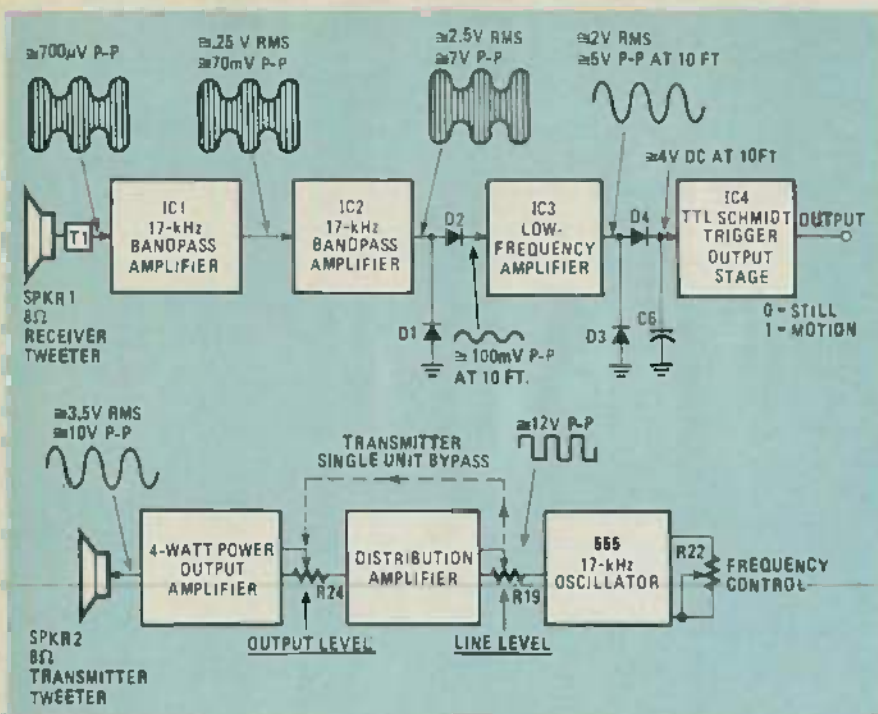 ≅700µV P-P
≅.25 V RMS
≅70mV P-P
≅2.5V RMS
≅7V P-P
≅2V RMS
≅5V P-P AT 10 FT
≅4V DC AT 10FT
T1
IC1
17-kHz
BANDPASS
AMPLIFIER
IC2
17-kHz
BANDPASS
AMPLIFIER
D2
IC3
LOW-
FREQUENCY
AMPLIFIER
D4
IC4
TTL SCHMIDT
TRIGGER
OUTPUT
STAGE
OUTPUT
SPKR1
8Ω
RECEIVER
TWEETER
D1
≅100mV P-P
AT 10 FT.
D3
C6
0 = STILL
1 = MOTION
≅3.5V RMS
≅10V P-P
TRANSMITTER
SINGLE UNIT BYPASS
≅12V P-P
4-WATT POWER
OUTPUT
AMPLIFIER
R24
DISTRIBUTION
AMPLIFIER
R19
555
17-kHz
OSCILLATOR
R22
FREQUENCY
CONTROL
SPKR2
8Ω
TRANSMITTER
TWEETER
OUTPUT LEVEL
LINE LEVEL